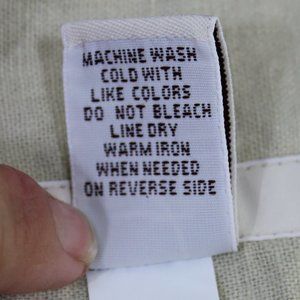 MACHINE WASH
COLD WITH
LIKE COLORS
DO NOT BLEACH
LINE DRY
WARM IRON
WHEN NEEDED
ON REVERSE SIDE